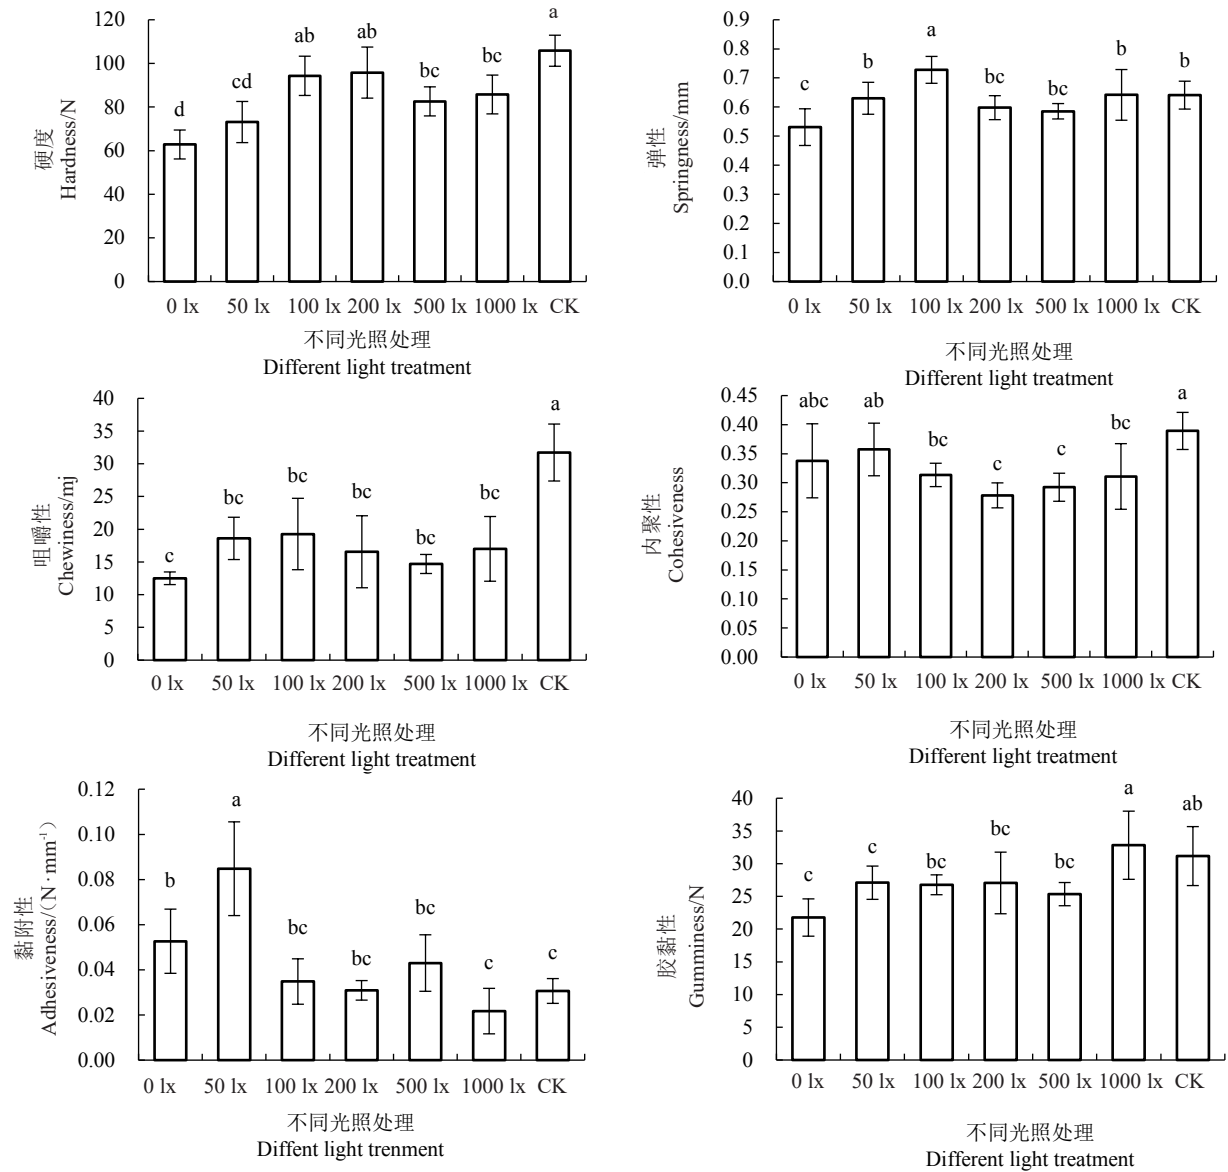 120
100
80
60
40
20
0
硬度
Hardness/N
d
cd
ab
ab
bc
bc
a
0 lx
50 lx
100 lx
200 lx
500 lx
1000 lx
CK
不同光照处理
Different light treatment
0.9
0.8
0.7
0.6
0.5
0.4
0.3
0.2
0.1
0.0
弹性
Springness/mm
c
b
a
bc
bc
b
b
0 lx
50 lx
100 lx
200 lx
500 lx
1000 lx
CK
不同光照处理
Different light treatment
40
35
30
25
20
15
10
5
0
咀嚼性
Chewiness/mj
c
bc
bc
bc
bc
bc
a
0 lx
50 lx
100 lx
200 lx
500 lx
1000 lx
CK
不同光照处理
Different light treatment
0.45
0.40
0.35
0.30
0.25
0.20
0.15
0.10
0.05
0.00
内聚性
Cohesiveness
abc
ab
bc
c
c
bc
a
0 lx
50 lx
100 lx
200 lx
500 lx
1000 lx
CK
不同光照处理
Different light treatment
0.12
0.10
0.08
0.06
0.04
0.02
0.00
黏附性
Adhesiveness/(N·mm⁻¹)
b
a
bc
bc
bc
c
c
0 lx
50 lx
100 lx
200 lx
500 lx
1000 lx
CK
不同光照处理
Diffent light trenment
40
35
30
25
20
15
10
5
0
胶黏性
Gumminess/N
c
c
bc
bc
bc
a
ab
0 lx
50 lx
100 lx
200 lx
500 lx
1000 lx
CK
不同光照处理
Different light treatment